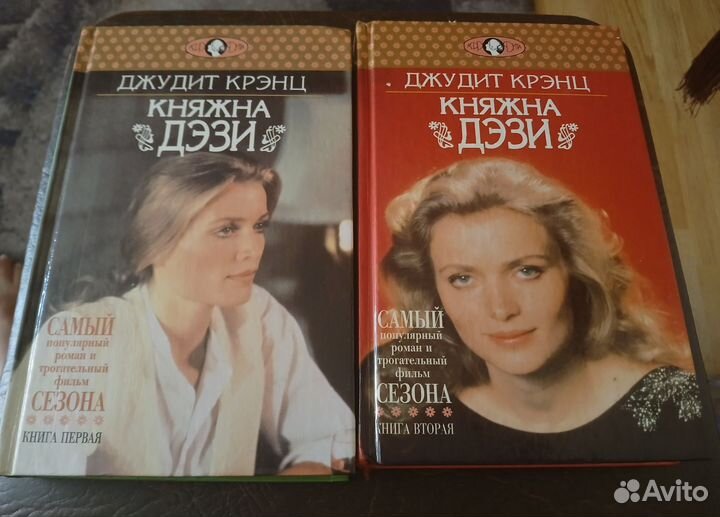 ДЖУДИТ КРЭНЦ
КНЯЖНА
ДЭЗИ
САМЫЙ
популярный
роман и
трогательный
фильм
СЕЗОНА
КНИГА ПЕРВАЯ
ДЖУДИТ КРЭНЦ
КНЯЖНА
ДЭЗИ
САМЫЙ
популярный
роман и
трогательный
фильм
СЕЗОНА
КНИГА ВТОРАЯ
Avito